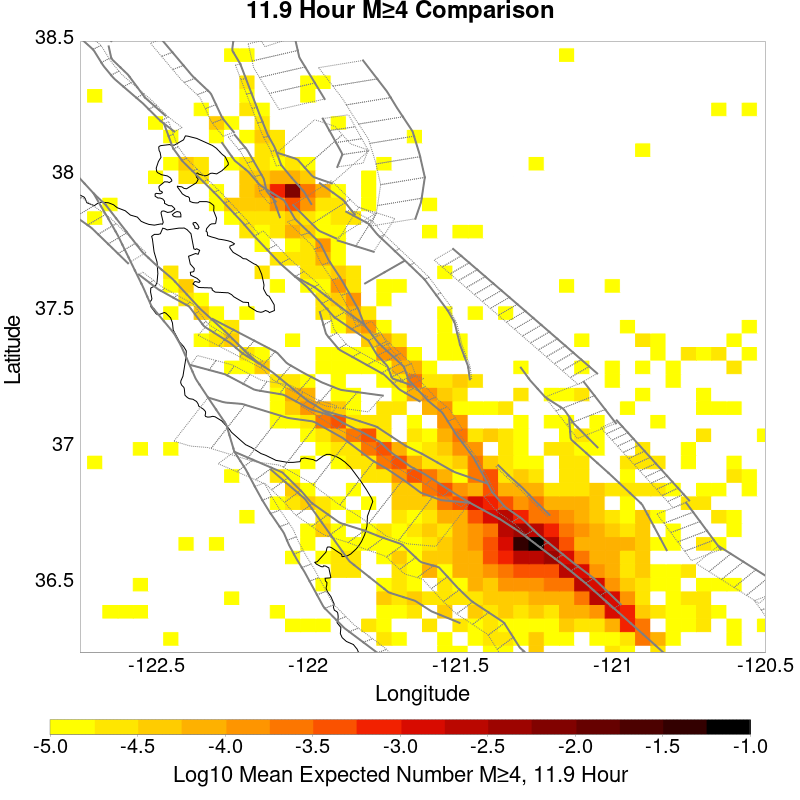 11.9 Hour M≥4 Comparison
38.5
38
37.5
37
36.5
Latitude
-122.5 -122 -121.5 -121 -120.5
Longitude
-5.0 -4.5 -4.0 -3.5 -3.0 -2.5 -2.0 -1.5 -1.0
Log10 Mean Expected Number M≥4, 11.9 Hour